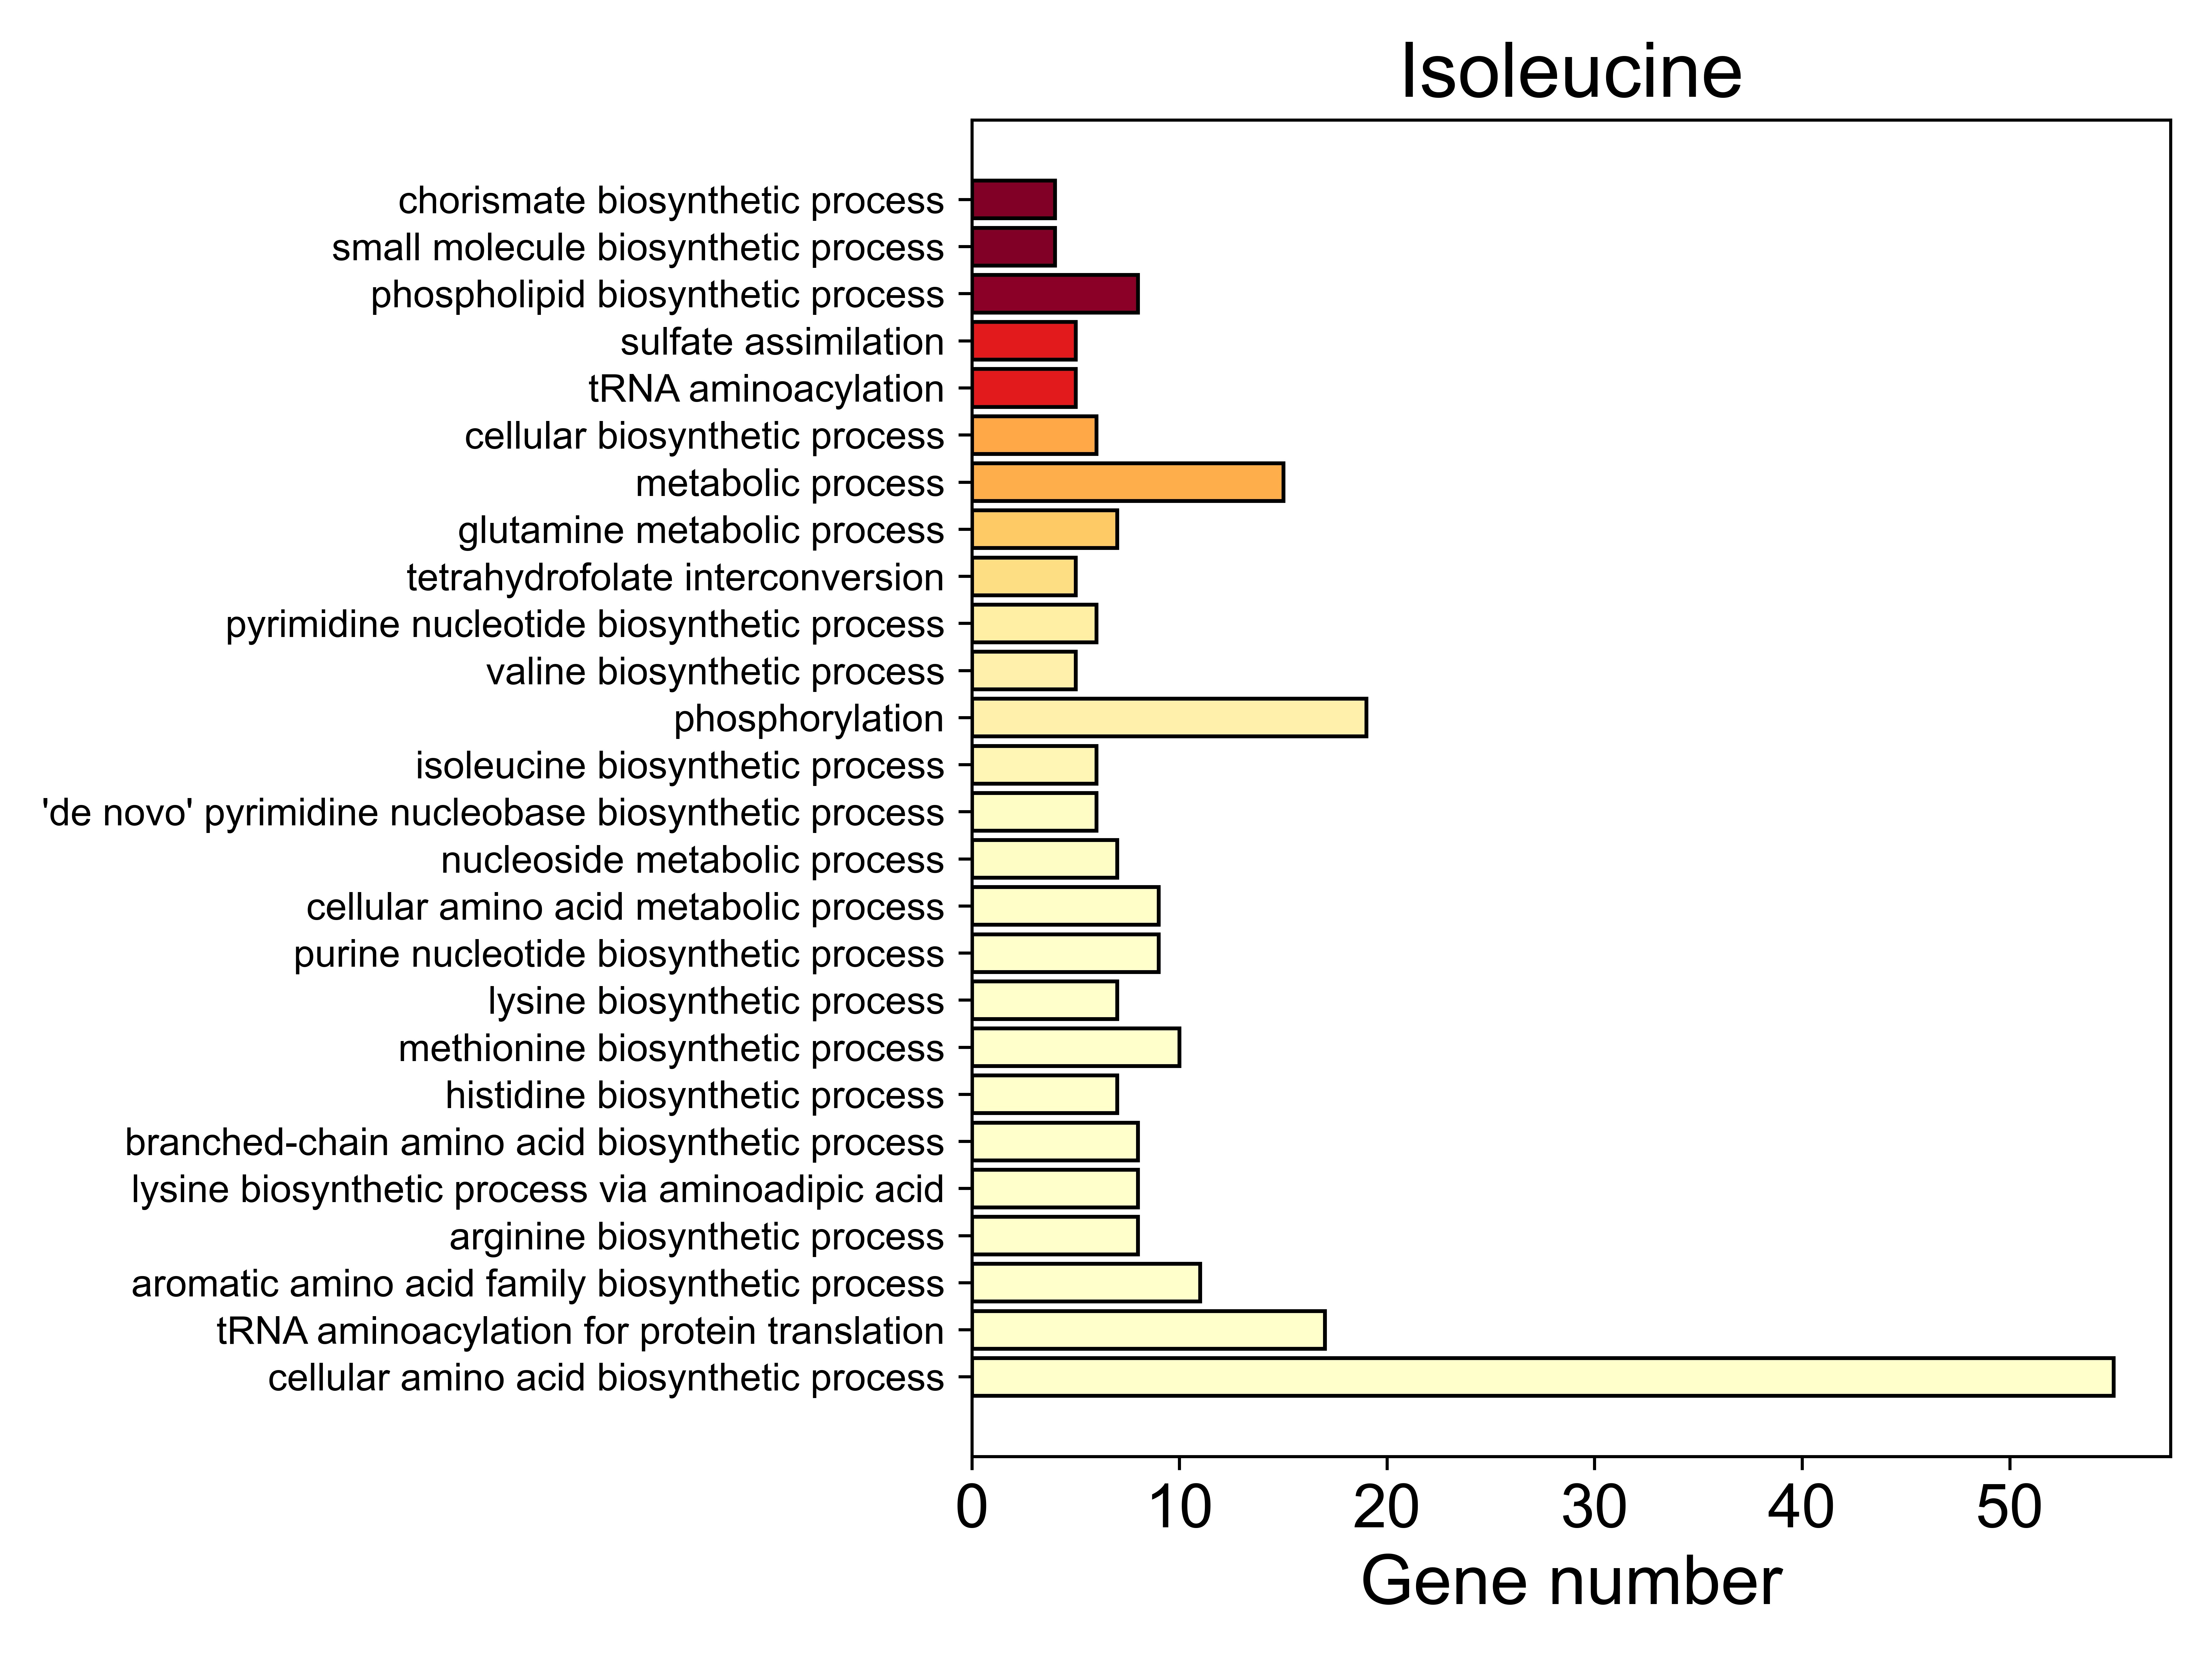 Isoleucine
chorismate biosynthetic process
small molecule biosynthetic process
phospholipid biosynthetic process
sulfate assimilation
tRNA aminoacylation
cellular biosynthetic process
metabolic process
glutamine metabolic process
tetrahydrofolate interconversion
pyrimidine nucleotide biosynthetic process
valine biosynthetic process
phosphorylation
isoleucine biosynthetic process
'de novo' pyrimidine nucleobase biosynthetic process
nucleoside metabolic process
cellular amino acid metabolic process
purine nucleotide biosynthetic process
lysine biosynthetic process
methionine biosynthetic process
histidine biosynthetic process
branched-chain amino acid biosynthetic process
lysine biosynthetic process via aminoadipic acid
arginine biosynthetic process
aromatic amino acid family biosynthetic process
tRNA aminoacylation for protein translation
cellular amino acid biosynthetic process
0 10 20 30 40 50
Gene number